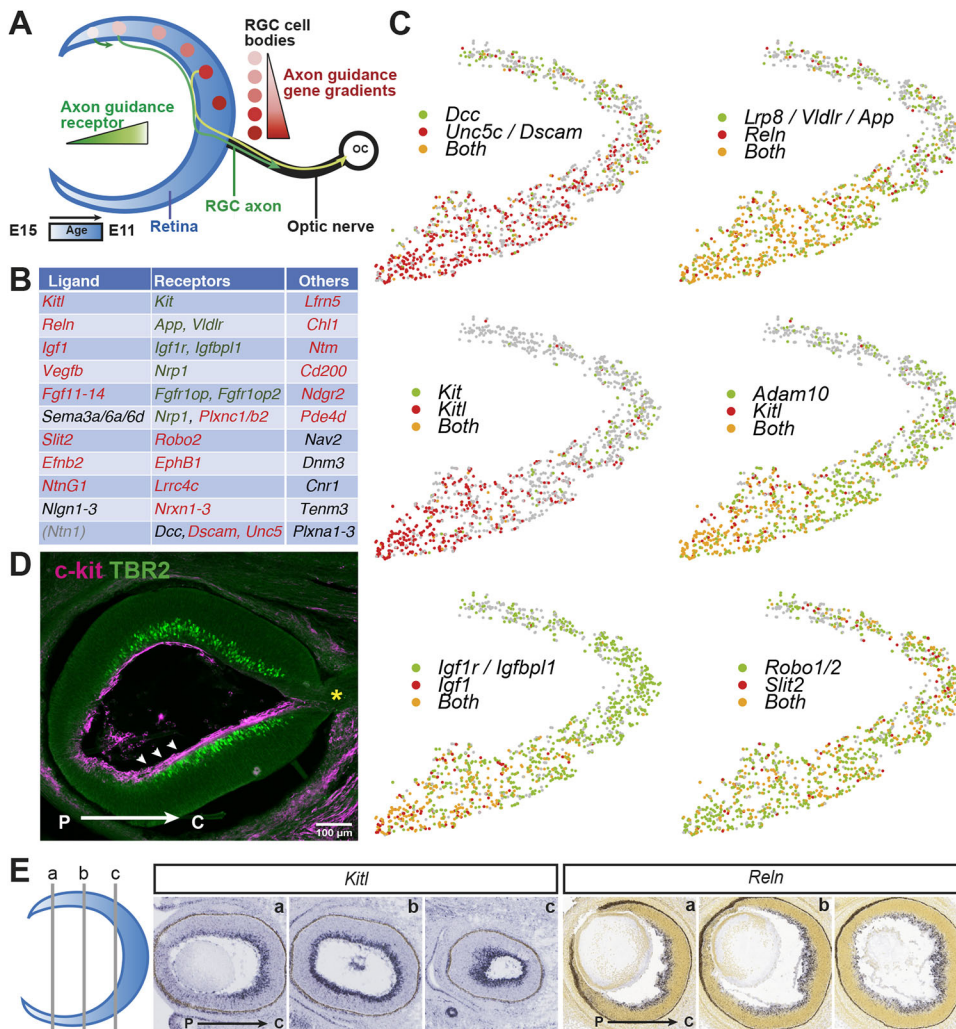 A
RGC cell
bodies
Axon guidance
gene gradients
Axon guidance
receptor
OC
RGC axon
E15 Age E11
Retina
Optic nerve
B
Ligand Receptors Others
Kitl Kit Lfrn5
Reln App, Vldlr Chl1
Igf1 Igf1r, Igfbpl1 Ntm
Vegfb Nrp1 Cd200
Fgf11-14 Fgfr1op, Fgfr1op2 Ndgr2
Sema3a/6a/6d Nrp1, Plxnc1/b2 Pde4d
Slit2 Robo2 Nav2
Efnb2 EphB1 Dnm3
NtnG1 Lrrc4c Cnr1
Nlgn1-3 Nrxn1-3 Tenm3
(Ntn1) Dcc, Dscam, Unc5 Plxna1-3
C
Dcc
Unc5c / Dscam
Both
Lrp8 / Vldlr / App
Reln
Both
Kit
Kitl
Both
Adam10
Kitl
Both
Igf1r / Igfbpl1
Igf1
Both
Robo1/2
Slit2
Both
D
c-kit TBR2
*
P C
100 µm
E
a b c
Kitl
a b c
P C
Reln
a b
P C